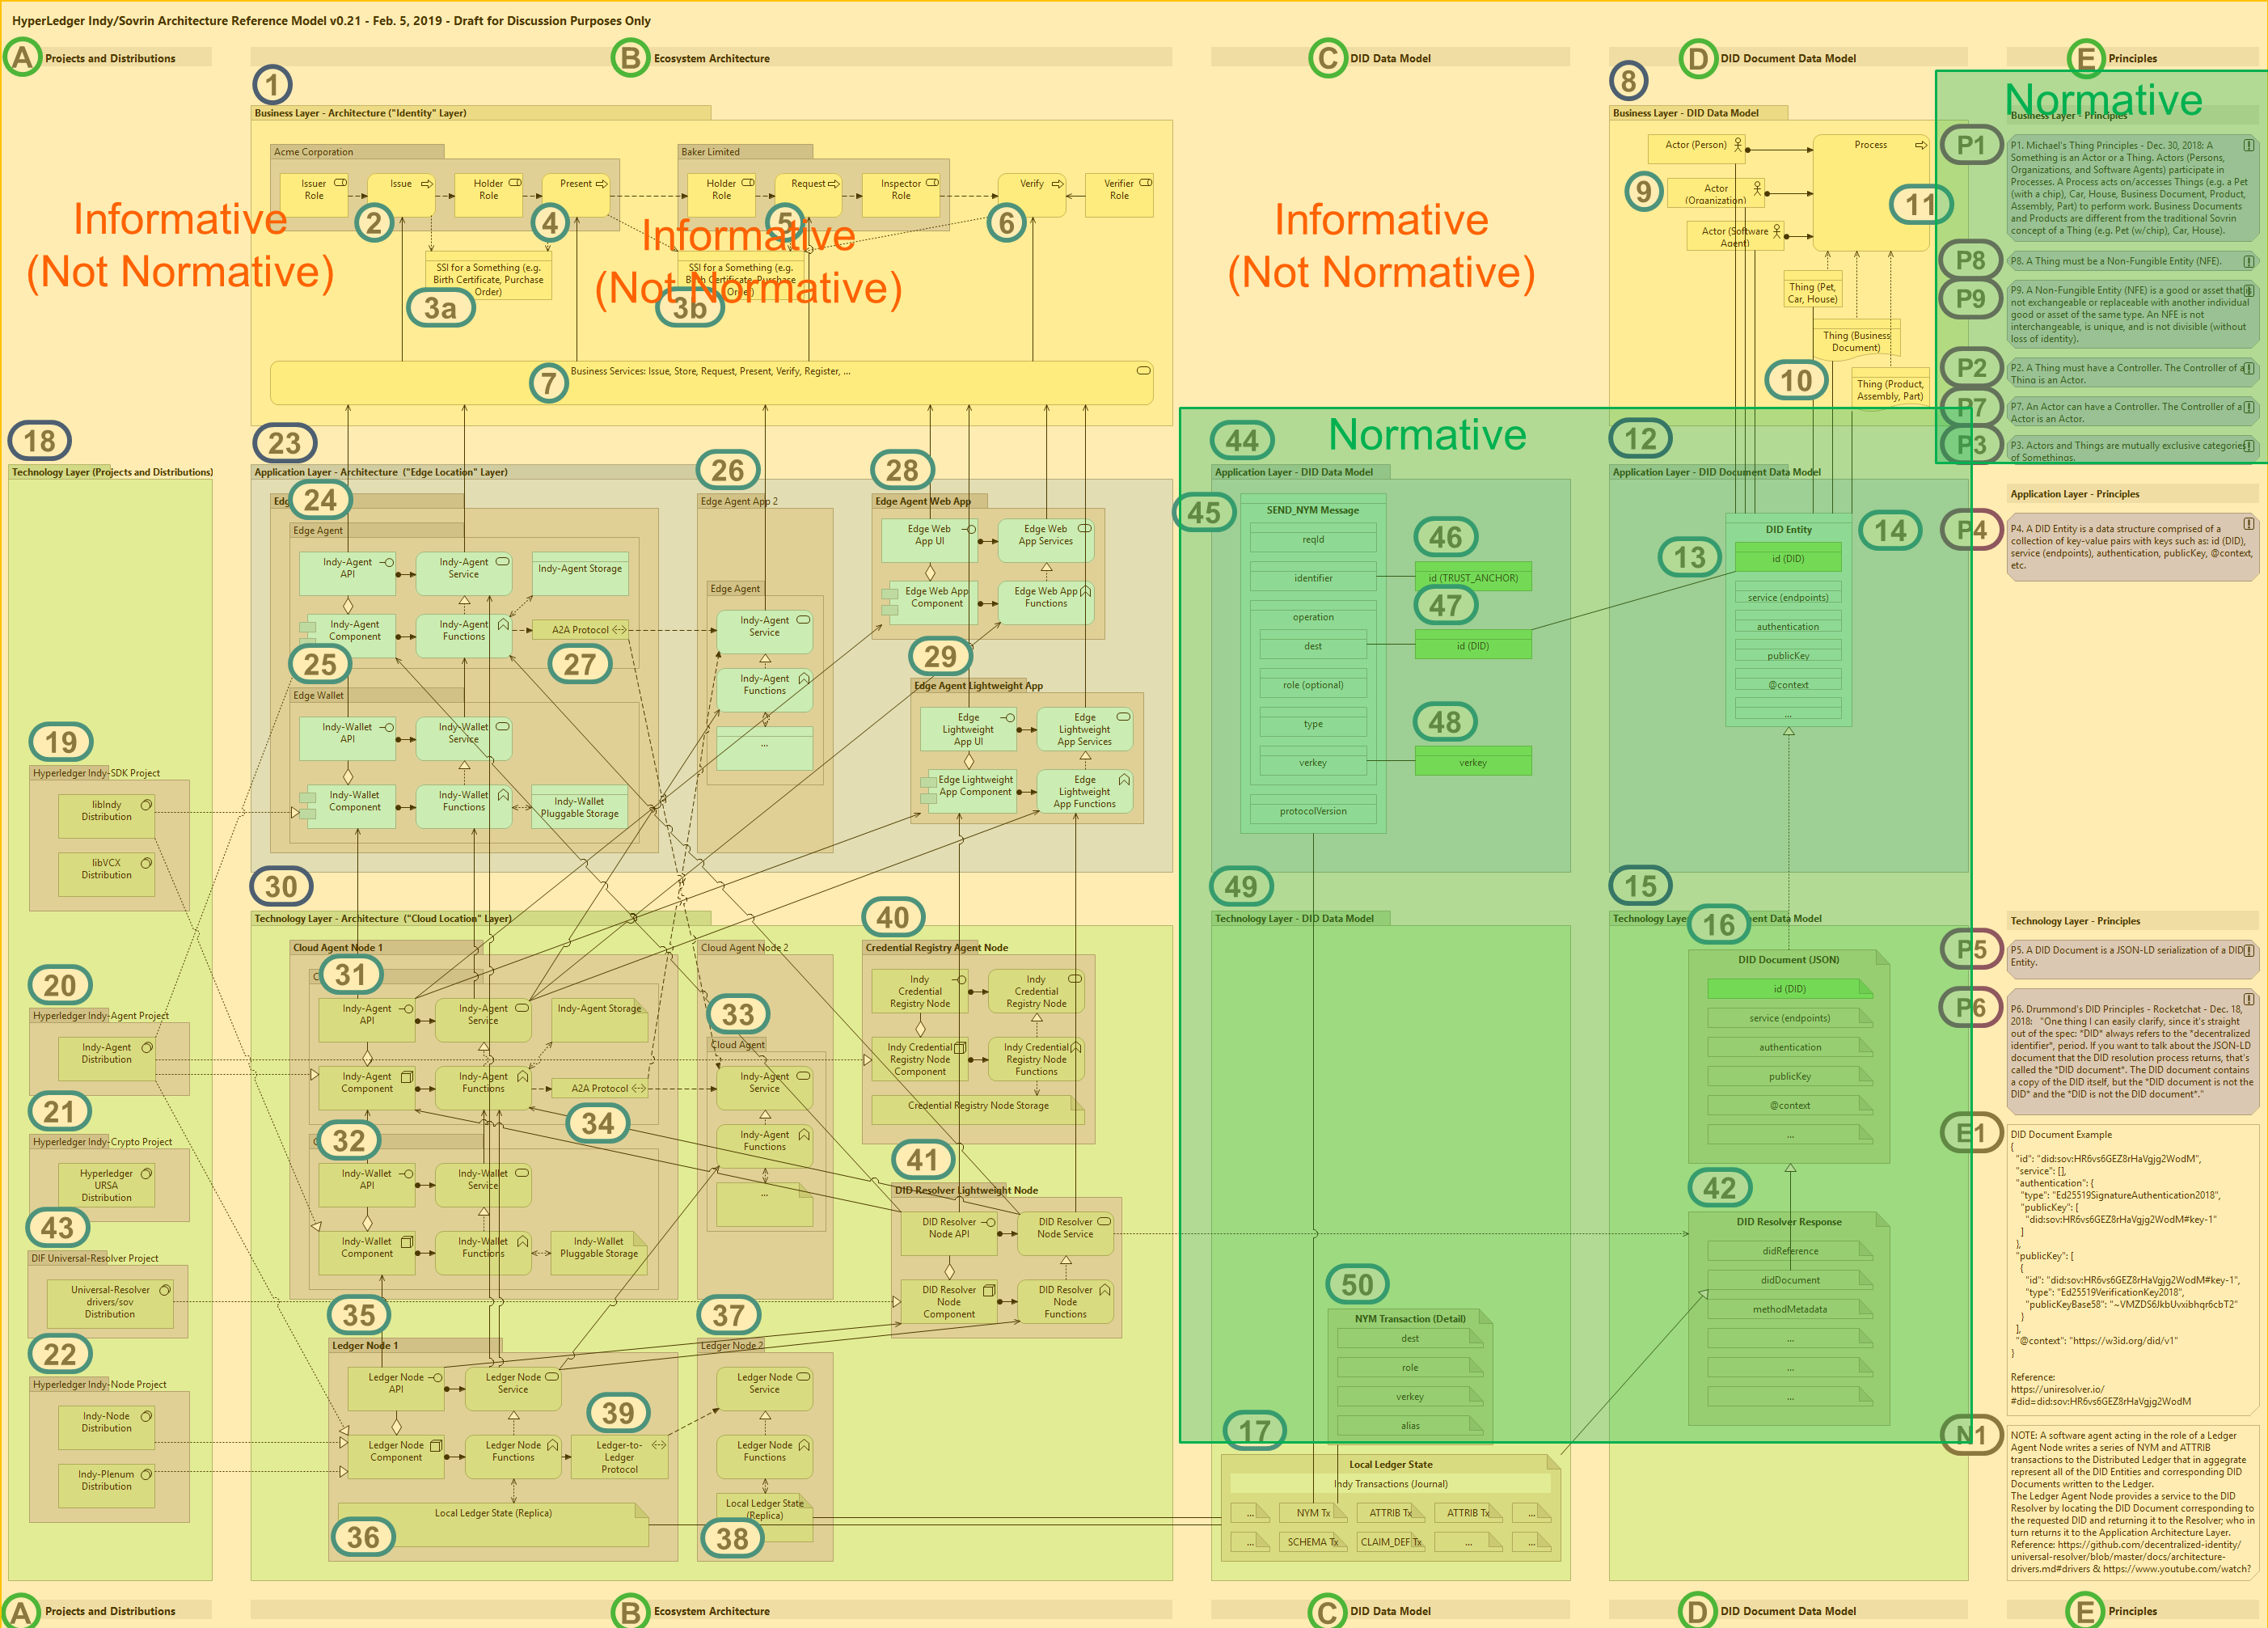 HyperLedger Indy/Sovrin Architecture Reference Model v0.21 - Feb. 5, 2019 - Draft for Discussion Purposes Only
A Projects and Distributions
B Ecosystem Architecture
C DID Data Model
D DID Document Data Model
E Principles
Informative
(Not Normative)
1
Business Layer - Architecture ("Identity" Layer)
Acme Corporation
Issuer
Role
Issue
Holder
Role
Present
Baker Limited
Holder
Role
Request
Inspector
Role
Verify
Verifier
Role
2
4
5
6
Informative
(Not Normative)
SSI for a Something (e.g.
Birth Certificate, Purchase
Order)
3a
SSI for a Something (e.g.
Birth Certificate, Purchase
Order)
3b
7
Business Services: Issue, Store, Request, Present, Verify, Register, ...
Informative
(Not Normative)
8
Business Layer - DID Data Model
Actor (Person)
9
Actor
(Organization)
Actor (Software
Agent)
Process
11
Thing (Pet,
Car, House)
Thing (Business
Document)
10
Thing (Product,
Assembly, Part)
Normative
Business Layer - Principles
P1
P1. Michael's Thing Principles - Dec. 30, 2018: A
Something is an Actor or a Thing. Actors (Persons,
Organizations, and Software Agents) participate in
Processes. A Process acts on/accesses Things (e.g. a Pet
(with a chip), Car, House, Business Document, Product,
Assembly, Part) to perform work. Business Documents
and Products are different from the traditional Sovrin
concept of a Thing (e.g. Pet (w/chip), Car, House).
P8
P8. A Thing must be a Non-Fungible Entity (NFE).
P9
P9. A Non-Fungible Entity (NFE) is a good or asset that is
not exchangeable or replaceable with another individual
good or asset of the same type. An NFE is not
interchangeable, is unique, and is not divisible (without
loss of identity).
P2
P2. A Thing must have a Controller. The Controller of a
Thing is an Actor.
P7
P7. An Actor can have a Controller. The Controller of a
Actor is an Actor.
P3
P3. Actors and Things are mutually exclusive categories
of Somethings.
18
Technology Layer (Projects and Distributions)
19
Hyperledger Indy-SDK Project
libIndy
Distribution
libVCX
Distribution
20
Hyperledger Indy-Agent Project
Indy-Agent
Distribution
21
Hyperledger Indy-Crypto Project
Hyperledger
URSA
Distribution
43
DIF Universal-Resolver Project
Universal-Resolver
drivers/sov
Distribution
22
Hyperledger Indy-Node Project
Indy-Node
Distribution
Indy-Plenum
Distribution
23
Application Layer - Architecture ("Edge Location" Layer)
24
Edge Agent
Indy-Agent
API
Indy-Agent
Service
Indy-Agent Storage
Indy-Agent
Component
Indy-Agent
Functions
A2A Protocol
25
27
Edge Wallet
Indy-Wallet
API
Indy-Wallet
Service
Indy-Wallet
Component
Indy-Wallet
Functions
Indy-Wallet
Pluggable Storage
26
Edge Agent App 2
Edge Agent
Indy-Agent
Service
Indy-Agent
Functions
...
28
Edge Agent Web App
Edge Web
App UI
Edge Web
App Services
Edge Web App
Component
Edge Web App
Functions
29
Edge Agent Lightweight App
Edge
Lightweight
App UI
Edge
Lightweight
App Services
Edge Lightweight
App Component
Edge
Lightweight
App Functions
30
Technology Layer - Architecture ("Cloud Location" Layer)
Cloud Agent Node 1
31
Indy-Agent
API
Indy-Agent
Service
Indy-Agent Storage
Indy-Agent
Component
Indy-Agent
Functions
A2A Protocol
32
34
Indy-Wallet
API
Indy-Wallet
Service
Indy-Wallet
Component
Indy-Wallet
Functions
Indy-Wallet
Pluggable Storage
Cloud Agent Node 2
33
Cloud Agent
Indy-Agent
Service
Indy-Agent
Functions
...
40
Credential Registry Agent Node
Indy
Credential
Registry Node
Indy
Credential
Registry Node
Indy Credential
Registry Node
Component
Indy Credential
Registry Node
Functions
Credential Registry Node Storage
41
DID Resolver Lightweight Node
DID Resolver
Node API
DID Resolver
Node Service
DID Resolver
Node
Component
DID Resolver
Node
Functions
35
Ledger Node 1
Ledger Node
API
Ledger Node
Service
39
Ledger Node
Component
Ledger Node
Functions
Ledger-to-
Ledger
Protocol
Local Ledger State (Replica)
36
37
Ledger Node 2
Ledger Node
Service
Ledger Node
Functions
Local Ledger State
(Replica)
38
Normative
44
Application Layer - DID Data Model
45
SEND_NYM Message
reqId
46
identifier
id (TRUST_ANCHOR)
47
operation
dest
id (DID)
role (optional)
type
48
verkey
verkey
protocolVersion
49
Technology Layer - DID Data Model
50
NYM Transaction (Detail)
dest
role
verkey
alias
17
Local Ledger State
Indy Transactions (Journal)
...
NYM Tx
ATTRIB Tx
ATTRIB Tx
...
...
SCHEMA Tx
CLAIM_DEF Tx
...
...
12
Application Layer - DID Document Data Model
DID Entity
14
13
id (DID)
service (endpoints)
authentication
publicKey
@context
...
15
16
DID Document (JSON)
id (DID)
service (endpoints)
authentication
publicKey
@context
...
42
DID Resolver Response
didReference
didDocument
methodMetadata
...
...
...
Application Layer - Principles
P4
P4. A DID Entity is a data structure comprised of a
collection of key-value pairs with keys such as: id (DID),
service (endpoints), authentication, publicKey, @context,
etc.
Technology Layer - Principles
P5
P5. A DID Document is a JSON-LD serialization of a DID
Entity.
P6
P6. Drummond's DID Principles - Rocketchat - Dec. 18,
2018: "One thing I can easily clarify, since it's straight
out of the spec: *DID* always refers to the *decentralized
identifier*, period. If you want to talk about the JSON-LD
document that the DID resolution process returns, that's
called the *DID document*. The DID document contains
a copy of the DID itself, but the *DID document is not the
DID* and the *DID is not the DID document*."
E1
DID Document Example
{
"id": "did:sov:HR6vs6GEZ8rHaVgjg2WodM",
"service": [],
"authentication": {
"type": "Ed25519SignatureAuthentication2018",
"publicKey": [
"did:sov:HR6vs6GEZ8rHaVgjg2WodM#key-1"
]
},
"publicKey": [
{
"id": "did:sov:HR6vs6GEZ8rHaVgjg2WodM#key-1",
"type": "Ed25519VerificationKey2018",
"publicKeyBase58": "~VMZDS6JkbUvxibhqr6cbT2"
}
],
"@context": "https://w3id.org/did/v1"
}
Reference:
https://uniresolver.io/
#did=did:sov:HR6vs6GEZ8rHaVgjg2WodM
N1
NOTE: A software agent acting in the role of a Ledger
Agent Node writes a series of NYM and ATTRIB
transactions to the Distributed Ledger that in aggegrate
represent all of the DID Entities and corresponding DID
Documents written to the Ledger.
The Ledger Agent Node provides a service to the DID
Resolver by locating the DID Document corresponding to
the requested DID and returning it to the Resolver; who in
turn returns it to the Application Architecture Layer.
Reference: https://github.com/decentralized-identity/
universal-resolver/blob/master/docs/architecture-
drivers.md#drivers & https://www.youtube.com/watch?
A Projects and Distributions
B Ecosystem Architecture
C DID Data Model
D DID Document Data Model
E Principles